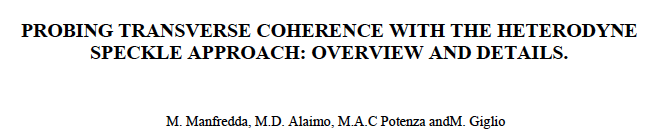 PROBING TRANSVERSE COHERENCE WITH THE HETERODYNE
SPECKLE APPROACH: OVERVIEW AND DETAILS.
M. Manfredda, M.D. Alaimo, M.A.C Potenza andM. Giglio